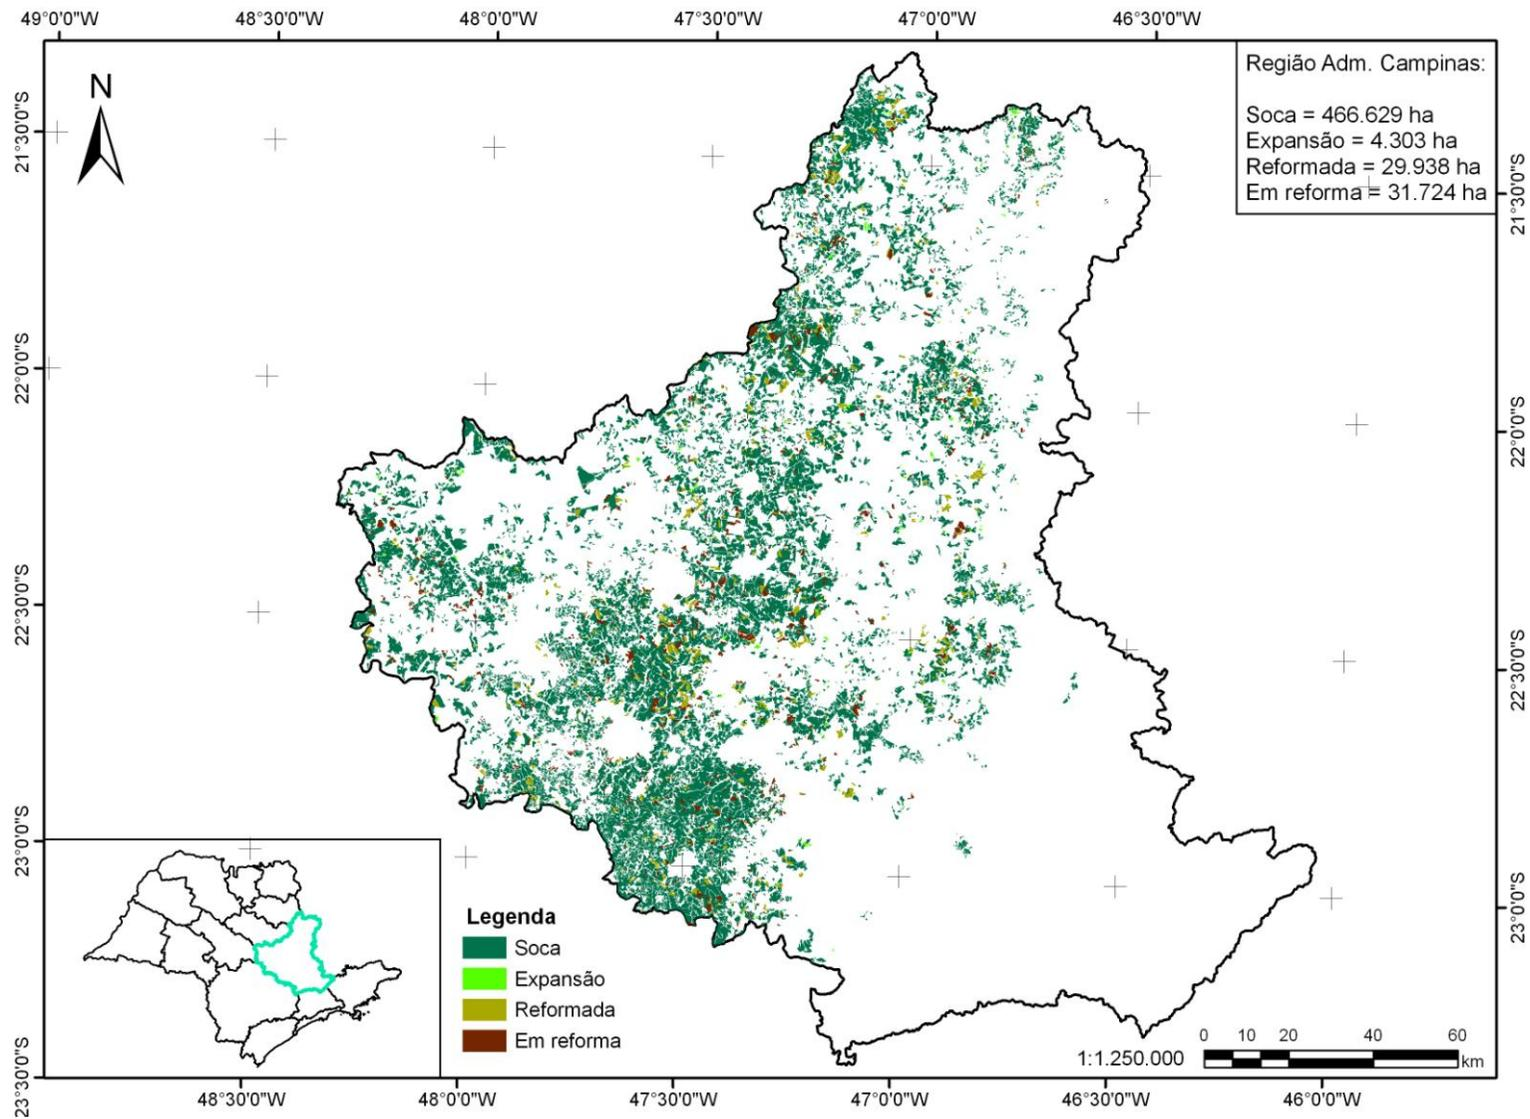 49°0'0"W 48°30'0"W 48°0'0"W 47°30'0"W 47°0'0"W 46°30'0"W
N
Região Adm. Campinas:
Soca = 466.629 ha
Expansão = 4.303 ha
Reformada = 29.938 ha
Em reforma = 31.724 ha
21°30'0"S
22°0'0"S
22°30'0"S
23°0'0"S
23°30'0"S
21°30'0"S
22°0'0"S
22°30'0"S
23°0'0"S
Legenda
Soca
Expansão
Reformada
Em reforma
0 10 20 40 60
1:1.250.000 km
48°30'0"W 48°0'0"W 47°30'0"W 47°0'0"W 46°30'0"W 46°0'0"W